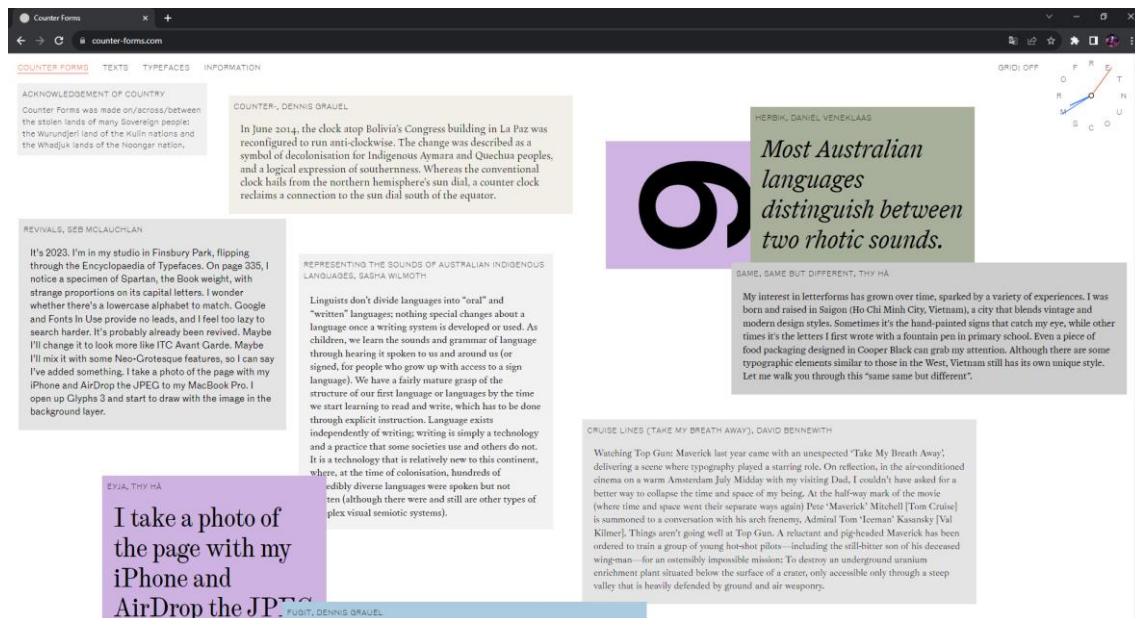 Counter Forms
counter-forms.com
COUNTER FORMS TEXTS TYPEFACES INFORMATION
GRID: OFF
F R E T N U O C S M R O
ACKNOWLEDGEMENT OF COUNTRY
Counter Forms was made on/across/between
the stolen lands of many Sovereign people:
the Wurundjeri land of the Kulin nations and
the Whadjuk lands of the Noongar nation.
COUNTER-, DENNIS GRAUEL
In June 2014, the clock atop Bolivia's Congress building in La Paz was
reconfigured to run anti-clockwise. The change was described as a
symbol of decolonisation for Indigenous Aymara and Quechua peoples,
and a logical expression of southernness. Whereas the conventional
clock hails from the northern hemisphere's sun dial, a counter clock
reclaims a connection to the sun dial south of the equator.
HERBIK, DANIEL VENEKLAAS
Most Australian
languages
distinguish between
two rhotic sounds.
REVIVALS, SEB MCLAUCHLAN
It's 2023. I'm in my studio in Finsbury Park, flipping
through the Encyclopaedia of Typefaces. On page 335, I
notice a specimen of Spartan, the Book weight, with
strange proportions on its capital letters. I wonder
whether there's a lowercase alphabet to match. Google
and Fonts In Use provide no leads, and I feel too lazy to
search harder. It's probably already been revived. Maybe
I'll change it to look more like ITC Avant Garde. Maybe
I'll mix it with some Neo-Grotesque features, so I can say
I've added something. I take a photo of the page with my
iPhone and AirDrop the JPEG to my MacBook Pro. I
open up Glyphs 3 and start to draw with the image in the
background layer.
REPRESENTING THE SOUNDS OF AUSTRALIAN INDIGENOUS
LANGUAGES, SASHA WILMOTH
Linguists don't divide languages into "oral" and
"written" languages; nothing special changes about a
language once a writing system is developed or used. As
children, we learn the sounds and grammar of language
through hearing it spoken to us and around us (or
signed, for people who grow up with access to a sign
language). We have a fairly mature grasp of the
structure of our first language or languages by the time
we start learning to read and write, which has to be done
through explicit instruction. Language exists
independently of writing; writing is simply a technology
and a practice that some societies use and others do not.
It is a technology that is relatively new to this continent,
where, at the time of colonisation, hundreds of
edibly diverse languages were spoken but not
ten (although there were and still are other types of
plex visual semiotic systems).
SAME, SAME BUT DIFFERENT, THY HÀ
My interest in letterforms has grown over time, sparked by a variety of experiences. I was
born and raised in Saigon (Ho Chi Minh City, Vietnam), a city that blends vintage and
modern design styles. Sometimes it's the hand-painted signs that catch my eye, while other
times it's the letters I first wrote with a fountain pen in primary school. Even a piece of
food packaging designed in Cooper Black can grab my attention. Although there are some
typographic elements similar to those in the West, Vietnam still has its own unique style.
Let me walk you through this "same same but different".
CRUISE LINES (TAKE MY BREATH AWAY), DAVID BENNEWITH
Watching Top Gun: Maverick last year came with an unexpected 'Take My Breath Away',
delivering a scene where typography played a starring role. On reflection, in the air-conditioned
cinema on a warm Amsterdam July Midday with my visiting Dad, I couldn't have asked for a
better way to collapse the time and space of my being. At the half-way mark of the movie
(where time and space went their separate ways again) Pete 'Maverick' Mitchell [Tom Cruise]
is summoned to a conversation with his arch frenemy, Admiral Tom 'Iceman' Kasansky [Val
Kilmer]. Things aren't going well at Top Gun. A reluctant and pig-headed Maverick has been
ordered to train a group of young hot-shot pilots—including the still-bitter son of his deceased
wing-man—for an ostensibly impossible mission: To destroy an underground uranium
enrichment plant situated below the surface of a crater, only accessible only through a steep
valley that is heavily defended by ground and air weaponry.
EYJA, THY HÀ
I take a photo of
the page with my
iPhone and
AirDrop the JPEG
FUGIT, DENNIS GRAUEL